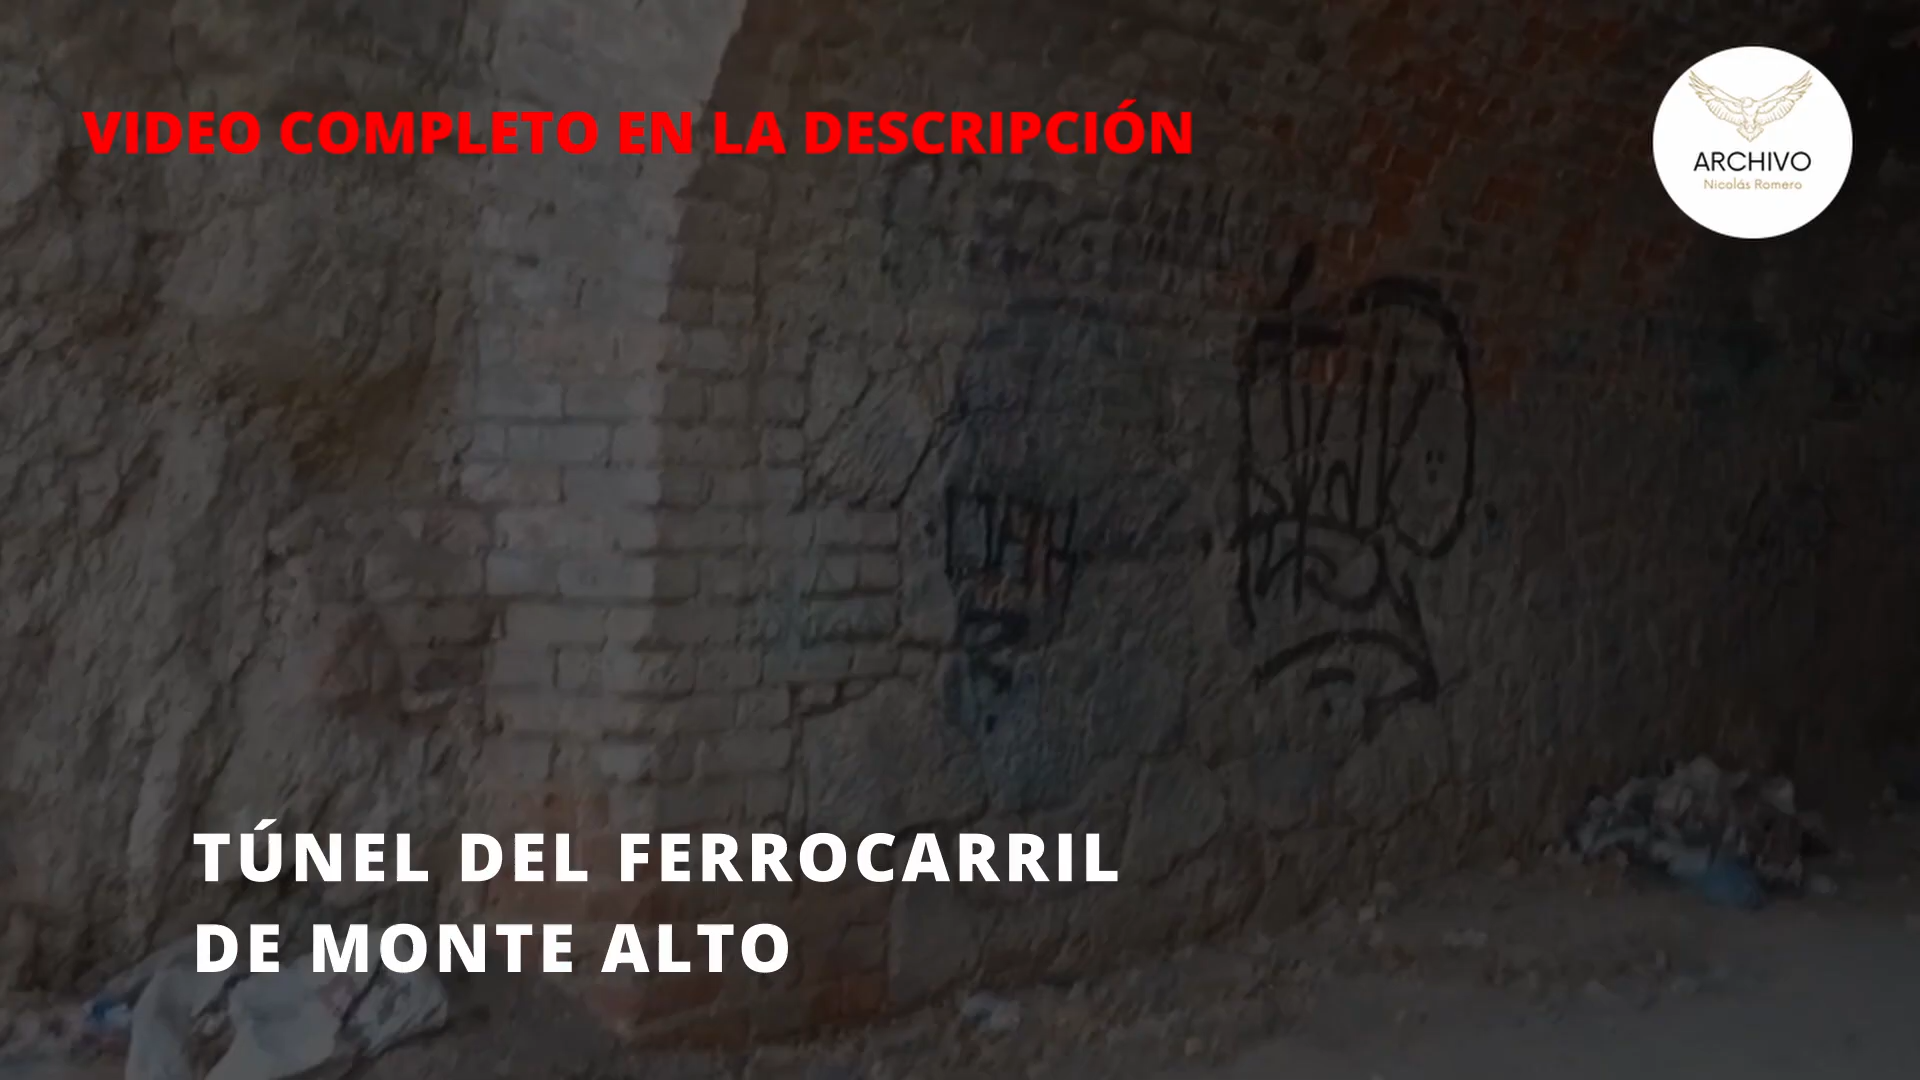 VIDEO COMPLETO EN LA DESCRIPCIÓN
ARCHIVO
Nicolás Romero
TÚNEL DEL FERROCARRIL
DE MONTE ALTO